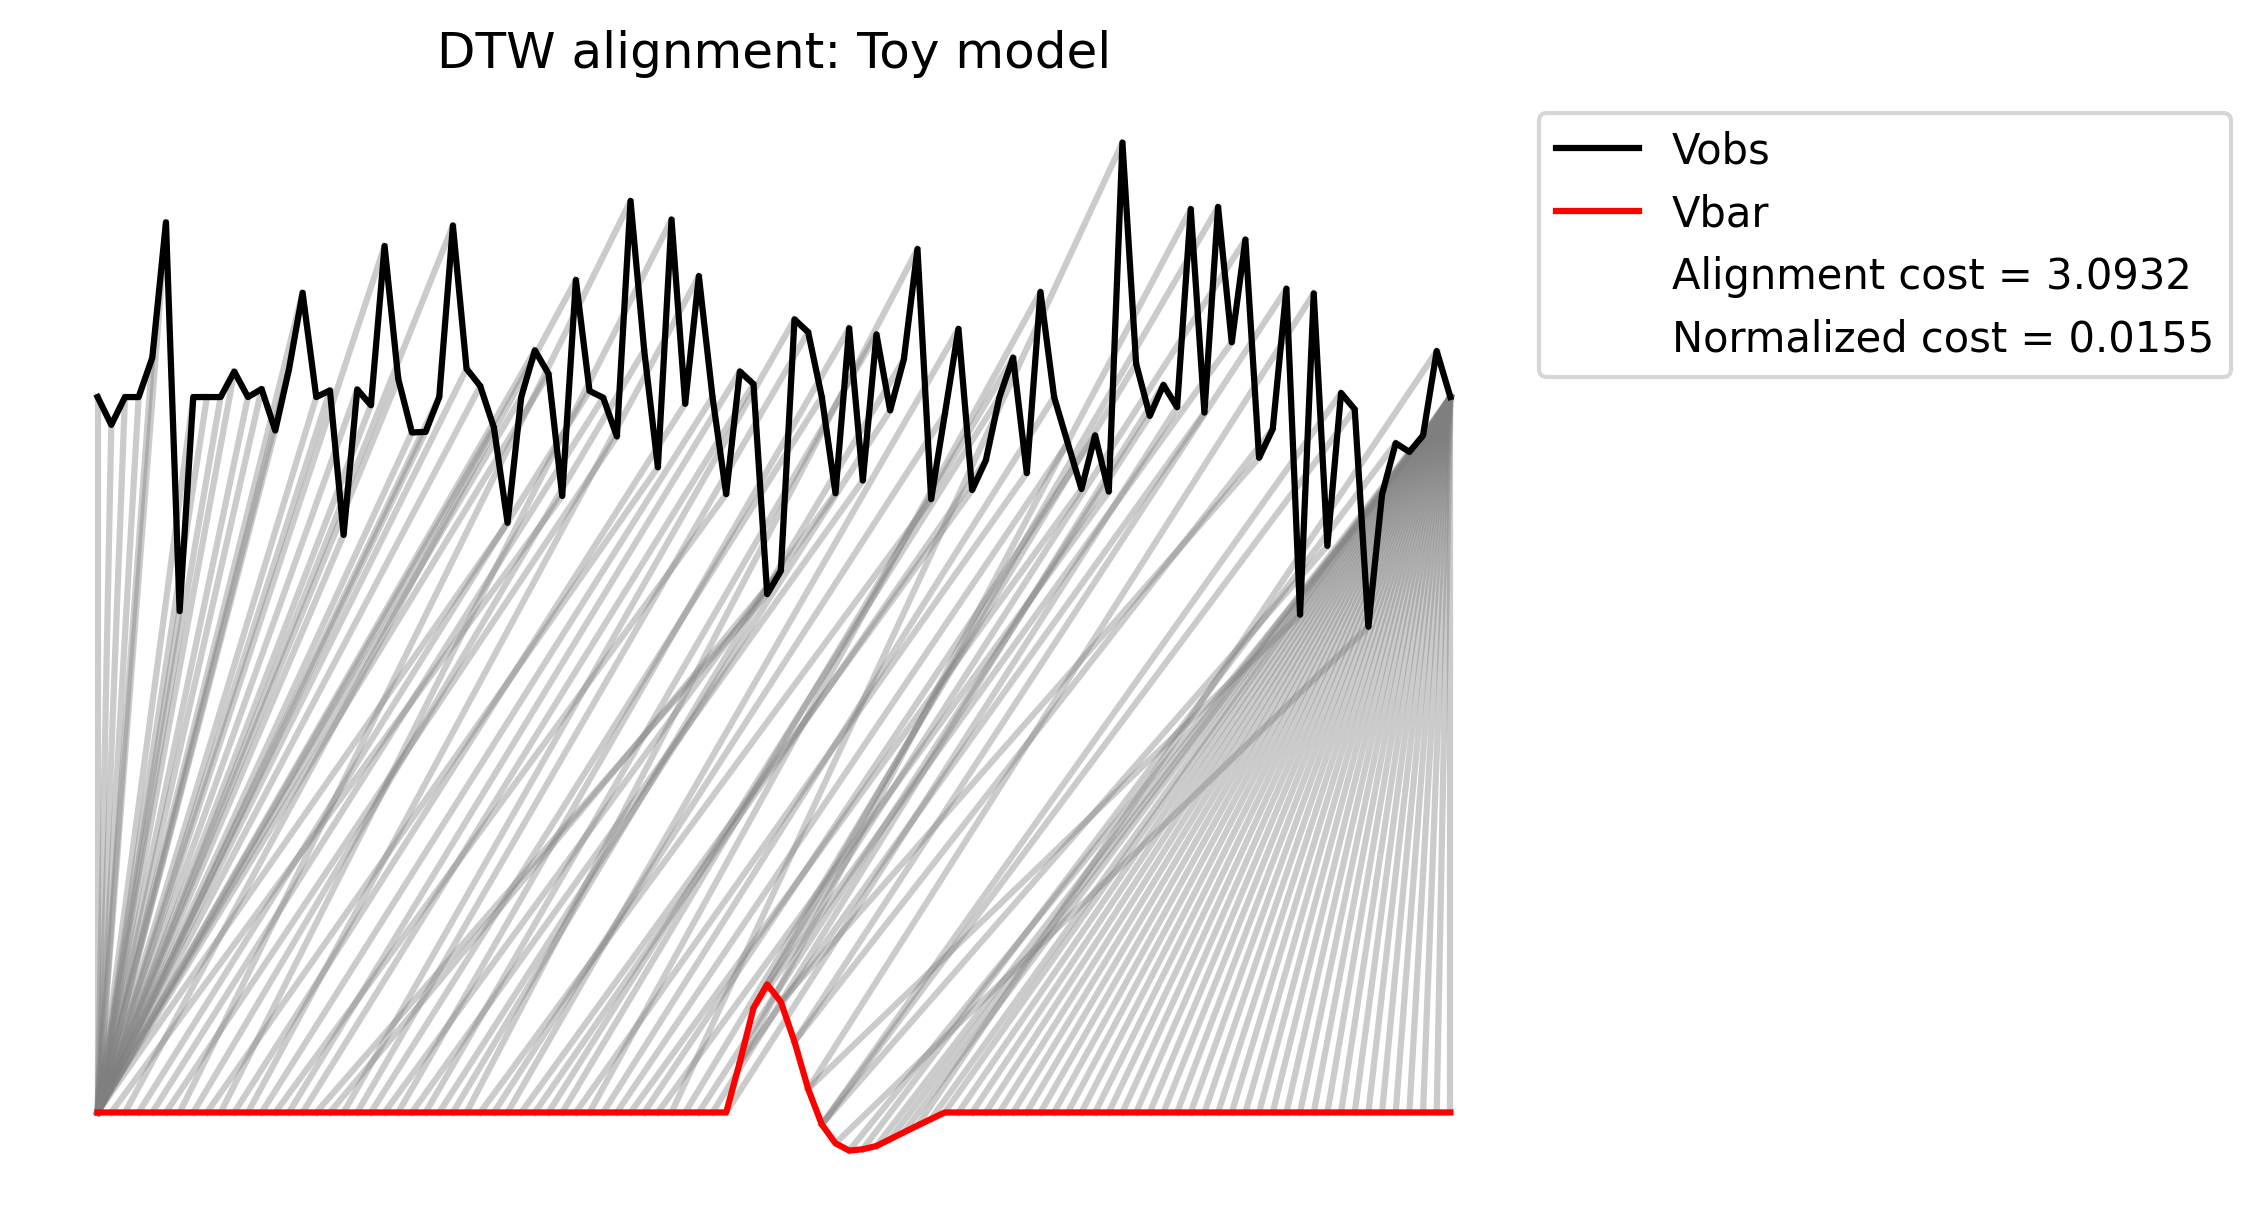 DTW alignment: Toy model
Vobs
Vbar
Alignment cost = 3.0932
Normalized cost = 0.0155